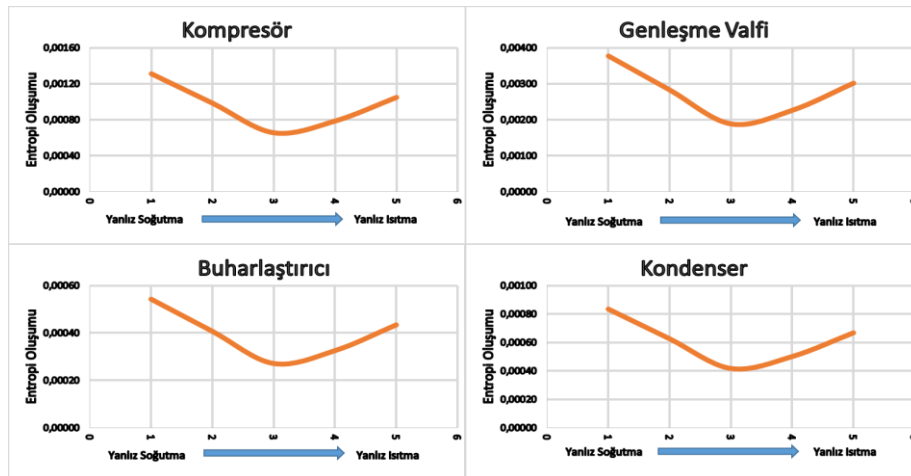 Kompresör
Entropi Oluşumu
0,00160
0,00120
0,00080
0,00040
0,00000
0 1 2 3 4 5 6
Yanlız Soğutma Yanlız Isıtma
Genleşme Valfi
Entropi Oluşumu
0,00400
0,00300
0,00200
0,00100
0,00000
0 1 2 3 4 5
Yanlız Soğutma Yanlız Isıtma
Buharlaştırıcı
Entropi Oluşumu
0,00060
0,00040
0,00020
0,00000
0 1 2 3 4 5 6
Yanlız Soğutma Yanlız Isıtma
Kondenser
Entropi Oluşumu
0,00100
0,00080
0,00060
0,00040
0,00020
0,00000
0 1 2 3 4 5
Yanlız Soğutma Yanlız Isıtma